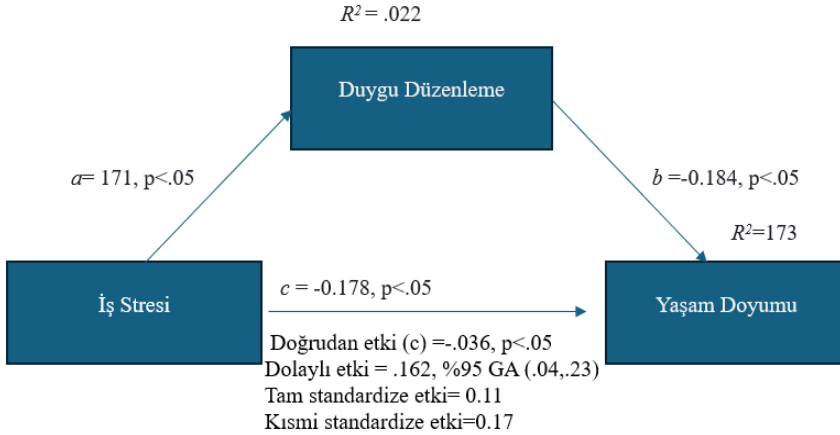 R² = .022
Duygu Düzenleme
a= 171, p<.05
b =-0.184, p<.05
R²=173
İş Stresi
c = -0.178, p<.05
Yaşam Doyumu
Doğrudan etki (c) =-.036, p<.05
Dolaylı etki = .162, %95 GA (.04,.23)
Tam standardize etki= 0.11
Kısmi standardize etki=0.17